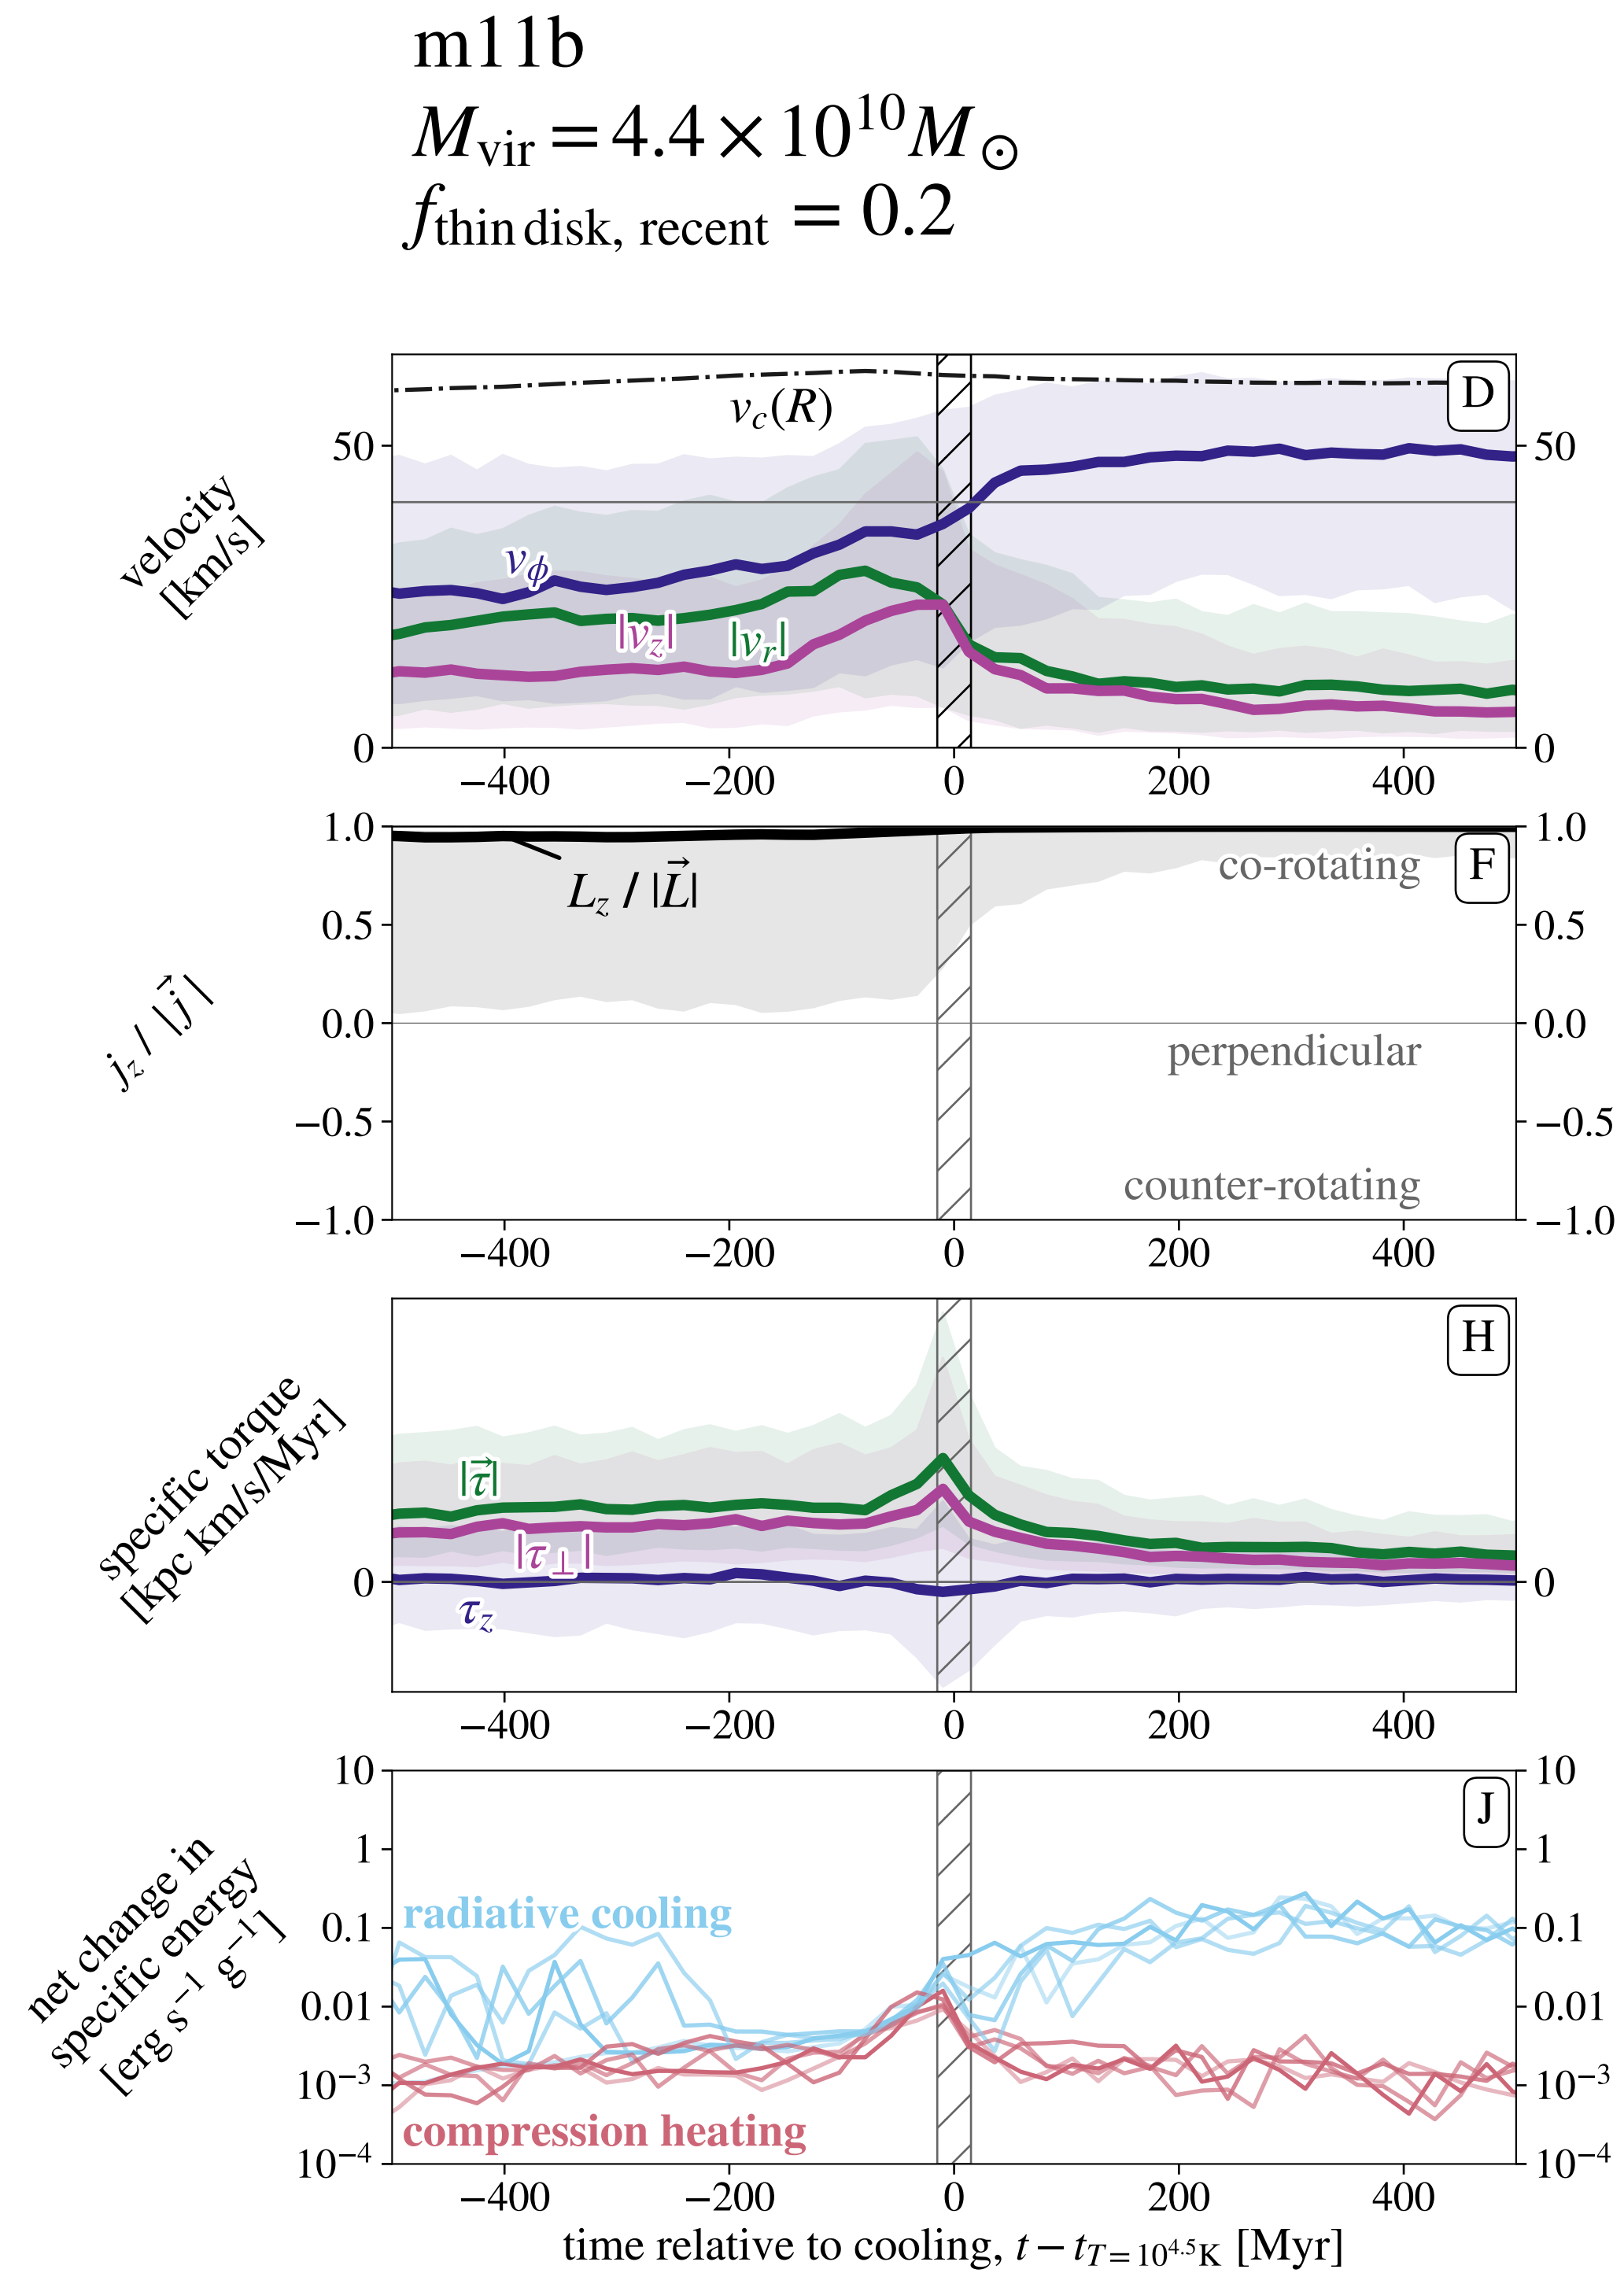 m11b
M_vir = 4.4 × 10^10 M_⊙
f_thin disk, recent = 0.2
velocity
[km/s]
50
0
v_c(R)
D
50
0
v_ϕ
|v_z|
|v_r|
−400 −200 0 200 400
j_z / |j⃗|
1.0
0.5
0.0
−0.5
−1.0
L_z / |L⃗|
co-rotating
F
perpendicular
counter-rotating
1.0
0.5
0.0
−0.5
−1.0
−400 −200 0 200 400
specific torque
[kpc km/s/Myr]
0
H
|τ⃗|
|τ_⊥|
τ_z
0
−400 −200 0 200 400
net change in
specific energy
[erg s^−1 g^−1]
10
1
0.1
0.01
10^−3
10^−4
J
radiative cooling
compression heating
10
1
0.1
0.01
10^−3
10^−4
−400 −200 0 200 400
time relative to cooling, t − t_T = 10^4.5 K [Myr]